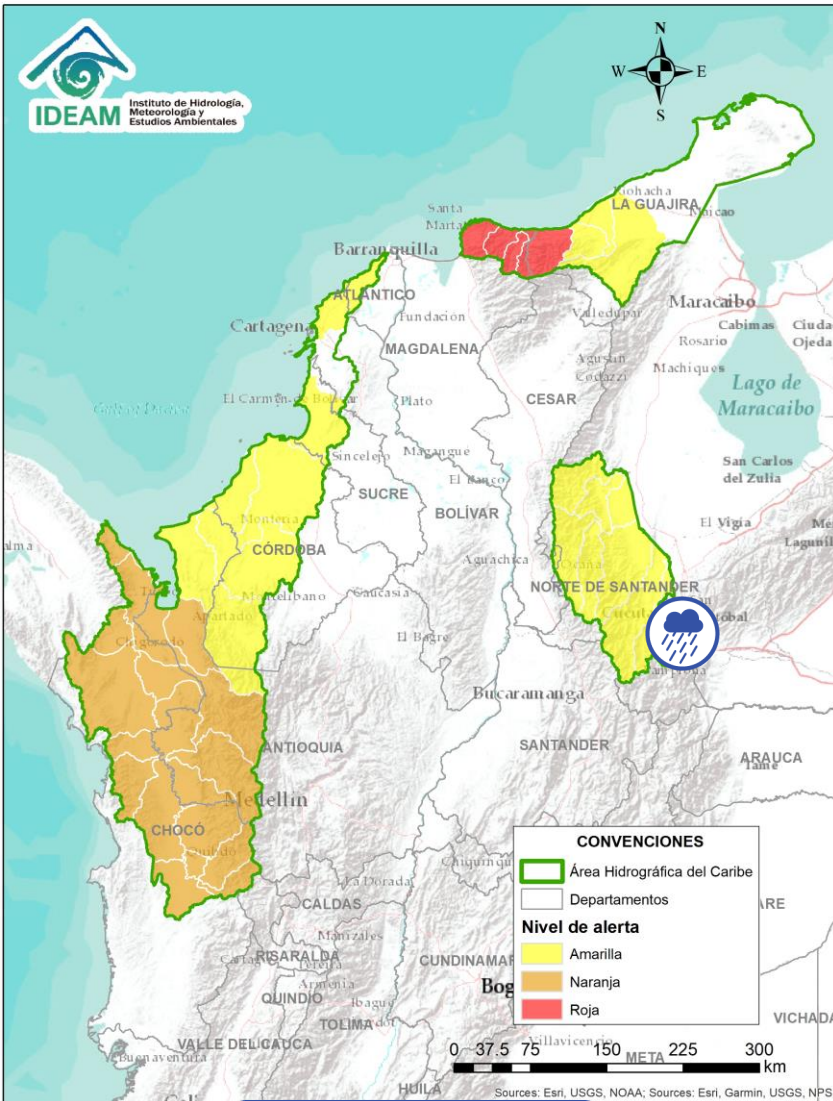 IDEAM
Instituto de Hidrología,
Meteorología y
Estudios Ambientales
N
W
E
S
Riohacha
LA GUAJIRA
Maicao
Santa
Marta
Barranquilla
ATLÁNTICO
Maracaibo
Cabimas
Ciudad
Ojeda
Cartagena
Fundación
Valledupar
Rosario
Machiques
MAGDALENA
Agustín
Codazzi
Lago de
Maracaibo
El Carmen de Bolívar
Plato
CESAR
Sincelejo
Magangué
San Carlos
del Zulia
SUCRE
El Banco
BOLÍVAR
Montería
El Vigía
CÓRDOBA
Aguachica
Ocaña
NORTE DE SANTANDER
Montelíbano
Caucasia
Cúcuta
Apartadó
Chigorodó
El Bagre
Pamplona
Bucaramanga
ANTIOQUIA
SANTANDER
ARAUCA
Tame
Medellín
CHOCÓ
Quibdó
La Dorada
CALDAS
Manizales
RISARALDA
Pereira
Armenia
QUINDÍO
Ibagué
TOLIMA
VALLE DEL CAUCA
Buenaventura
HUILA
Villavicencio
META
VICHADA
CONVENCIONES
Área Hidrográfica del Caribe
Departamentos
Nivel de alerta
Amarilla
Naranja
Roja
0 37.5 75 150 225 300
km
Sources: Esri, USGS, NOAA; Sources: Esri, Garmin, USGS, NPS